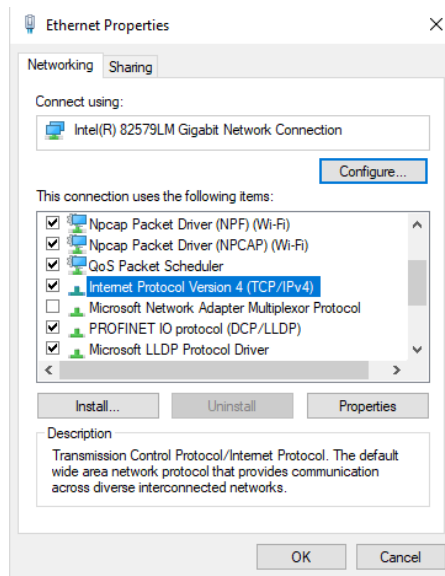 Ethernet Properties
Networking
Sharing
Connect using:
Intel(R) 82579LM Gigabit Network Connection
Configure...
This connection uses the following items:
Npcap Packet Driver (NPF) (Wi-Fi)
Npcap Packet Driver (NPCAP) (Wi-Fi)
QoS Packet Scheduler
Internet Protocol Version 4 (TCP/IPv4)
Microsoft Network Adapter Multiplexor Protocol
PROFINET IO protocol (DCP/LLDP)
Microsoft LLDP Protocol Driver
Install...
Uninstall
Properties
Description
Transmission Control Protocol/Internet Protocol. The default
wide area network protocol that provides communication
across diverse interconnected networks.
OK
Cancel